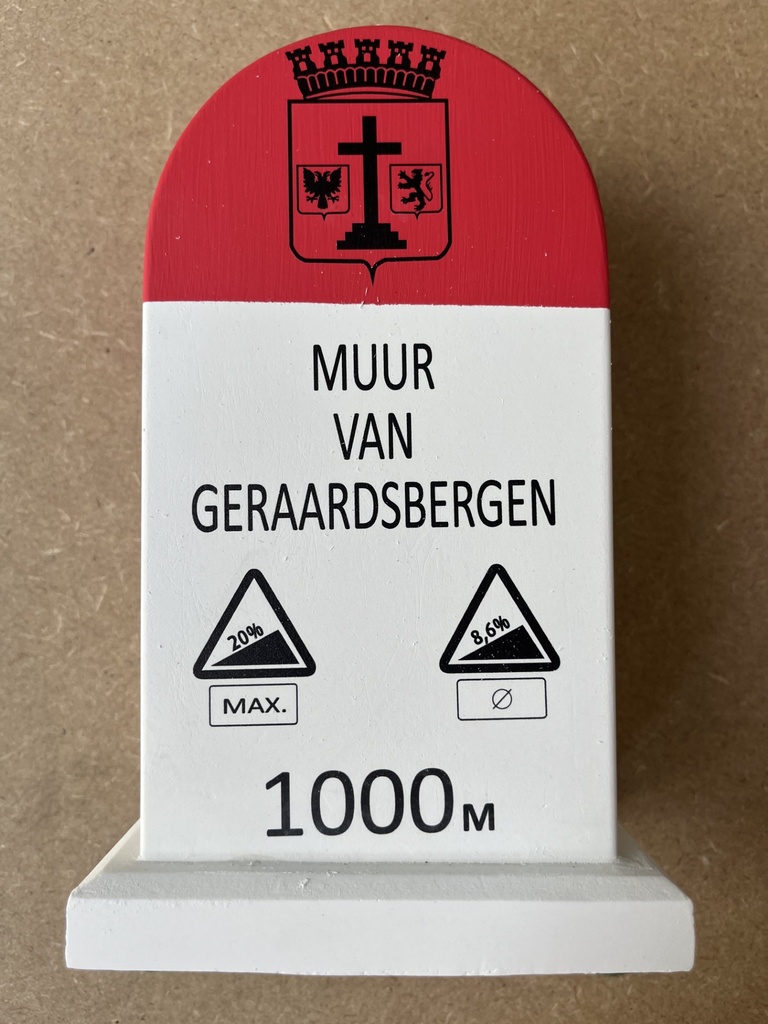 MUUR
VAN
GERAARDSBERGEN
20% 8,6%
MAX. Ø
1000M